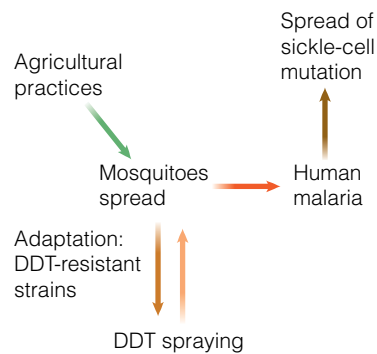 Spread of
sickle-cell
mutation
Agricultural
practices
Mosquitoes
spread
Human
malaria
Adaptation:
DDT-resistant
strains
DDT spraying